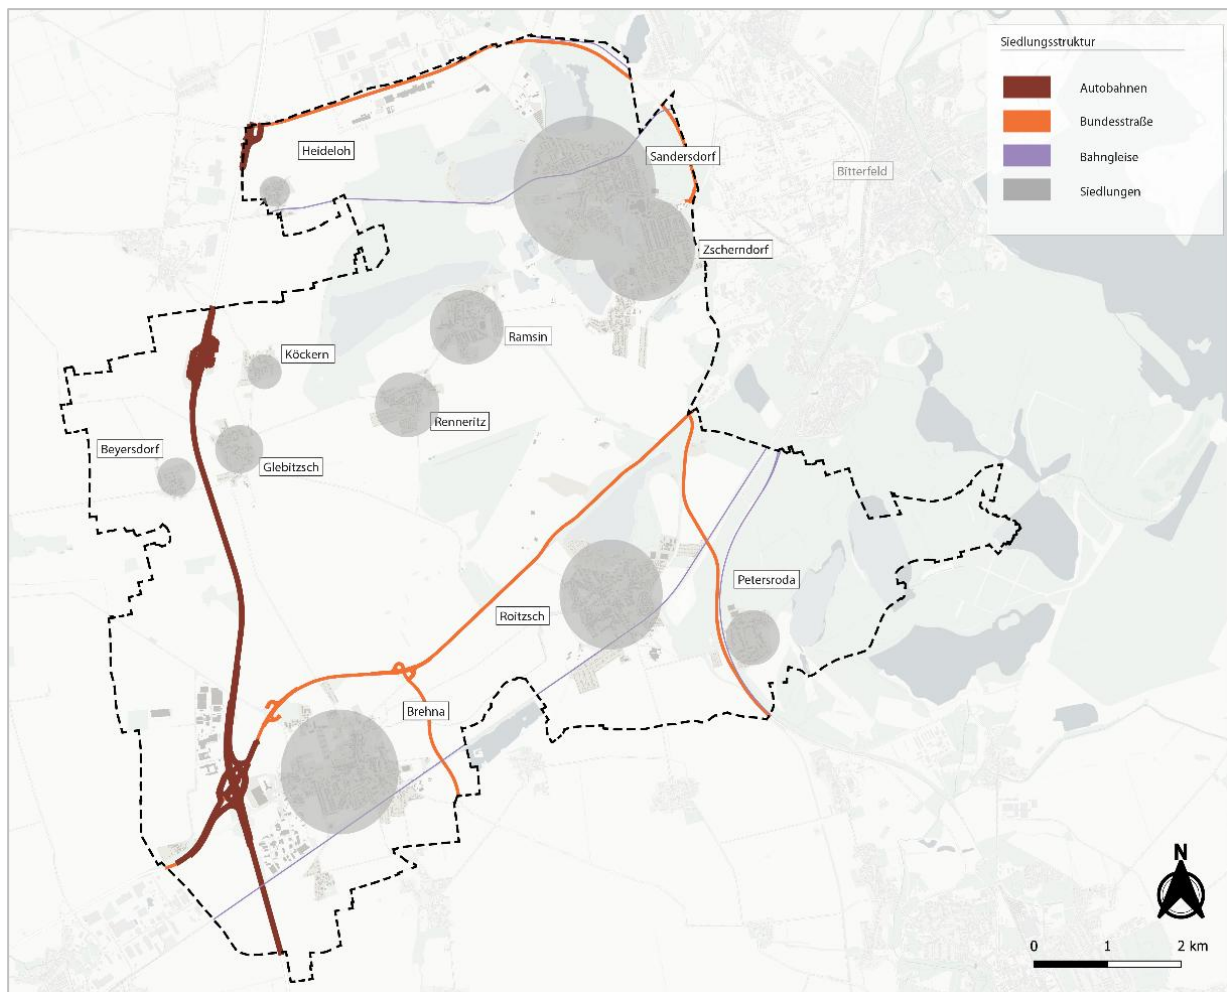 Siedlungsstruktur
Autobahnen
Bundesstraße
Bahngleise
Siedlungen
Heideloh
Sandersdorf
Bitterfeld
Zscherndorf
Ramsin
Köckern
Renneritz
Beyersdorf
Glebitzsch
Petersroda
Roitzsch
Brehna
N
0 1 2 km